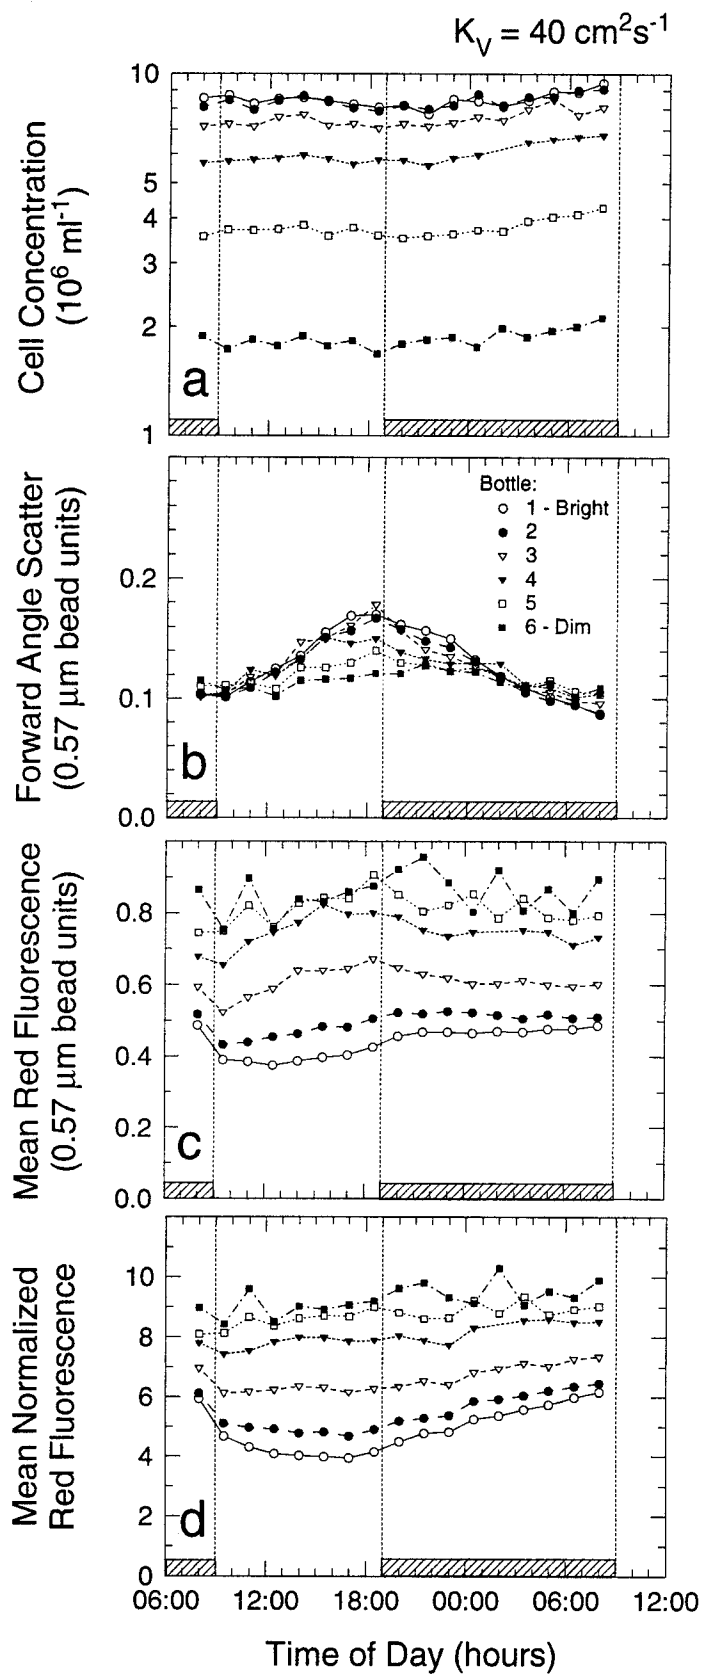 K_V = 40 cm²s⁻¹
10
5
4
3
2
1
Cell Concentration
(10⁶ ml⁻¹)
a
0.2
0.1
0.0
Forward Angle Scatter
(0.57 μm bead units)
Bottle:
1 - Bright
2
3
4
5
6 - Dim
b
0.8
0.6
0.4
0.2
0.0
Mean Red Fluorescence
(0.57 μm bead units)
c
10
8
6
4
2
0
Mean Normalized
Red Fluorescence
d
06:00 12:00 18:00 00:00 06:00 12:00
Time of Day (hours)